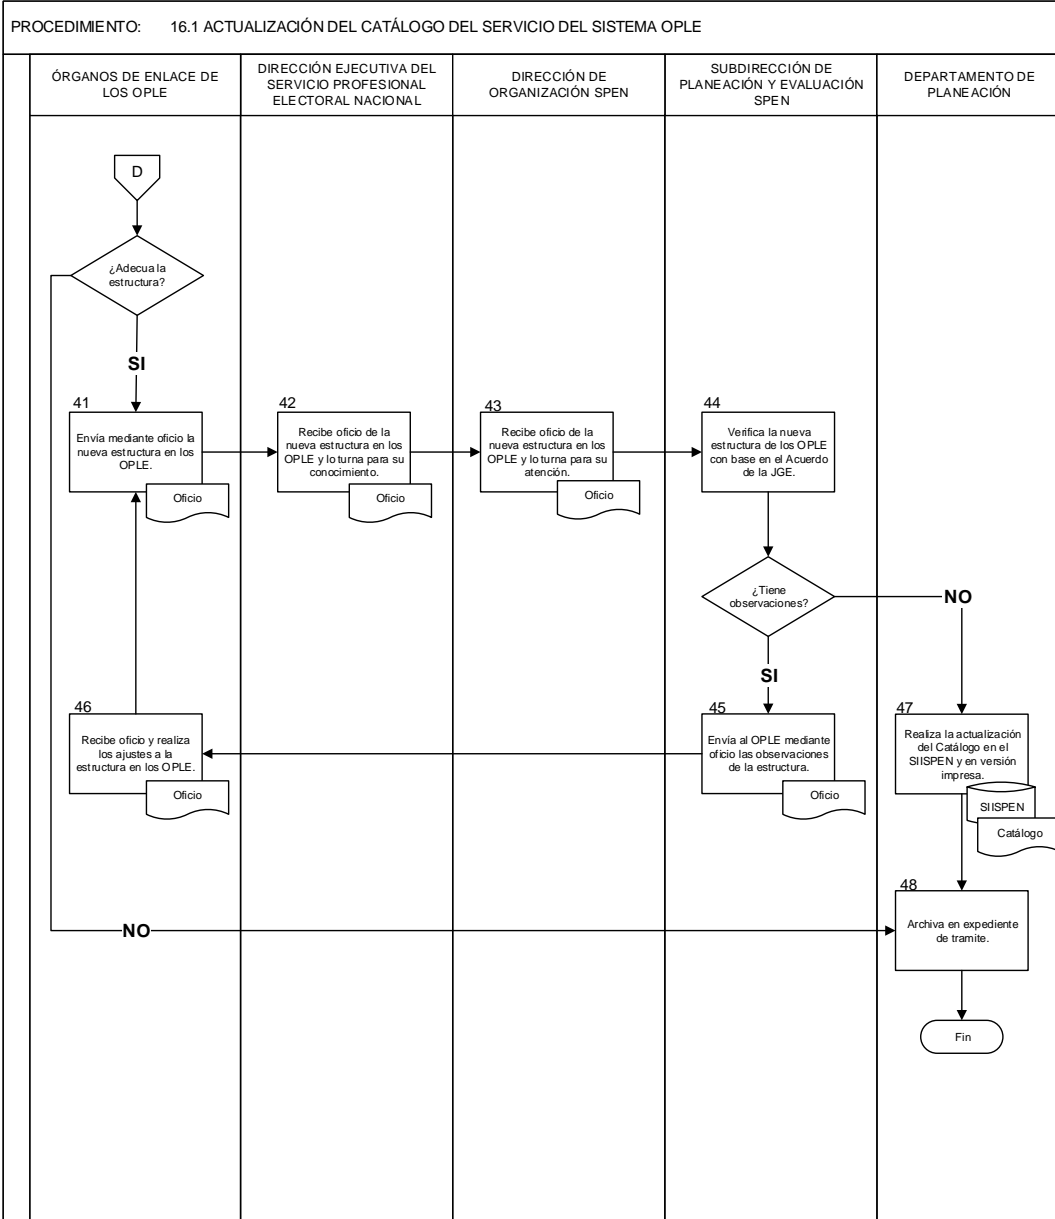 PROCEDIMIENTO: 16.1 ACTUALIZACIÓN DEL CATÁLOGO DEL SERVICIO DEL SISTEMA OPLE
ÓRGANOS DE ENLACE DE
LOS OPLE
DIRECCIÓN EJECUTIVA DEL
SERVICIO PROFESIONAL
ELECTORAL NACIONAL
DIRECCIÓN DE
ORGANIZACIÓN SPEN
SUBDIRECCIÓN DE
PLANEACIÓN Y EVALUACIÓN
SPEN
DEPARTAMENTO DE
PLANEACIÓN
D
¿Adecua la
estructura?
SI
41
Envía mediante oficio la
nueva estructura en los
OPLE.
Oficio
42
Recibe oficio de la
nueva estructura en los
OPLE y lo turna para su
conocimiento.
Oficio
43
Recibe oficio de la
nueva estructura en los
OPLE y lo turna para su
atención.
Oficio
44
Verifica la nueva
estructura de los OPLE
con base en el Acuerdo
de la JGE.
¿Tiene
observaciones?
NO
SI
46
Recibe oficio y realiza
los ajustes a la
estructura en los OPLE.
Oficio
45
Envía al OPLE mediante
oficio las observaciones
de la estructura.
Oficio
47
Realiza la actualización
del Catálogo en el
SIISPEN y en versión
impresa.
SIISPEN
Catálogo
48
Archiva en expediente
de tramite.
NO
Fin